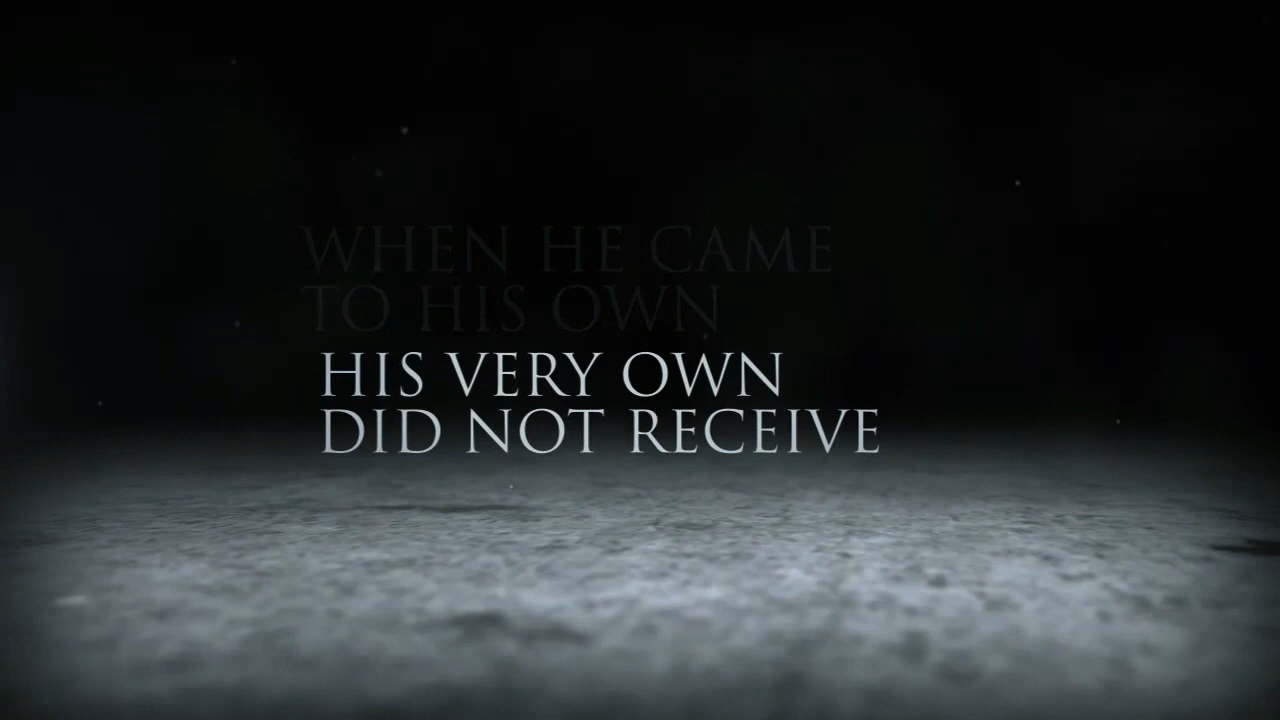 WHEN HE CAME
TO HIS OWN
HIS VERY OWN
DID NOT RECEIVE